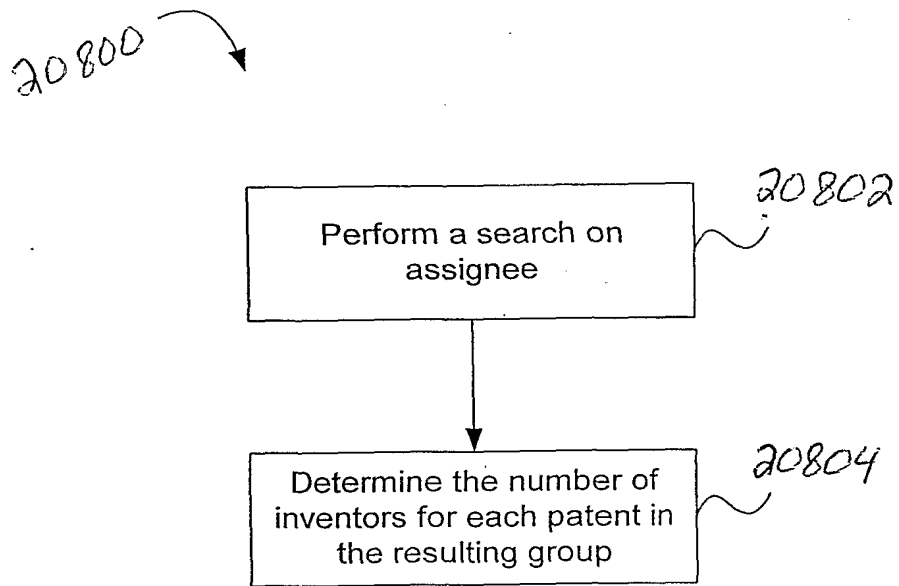 20800
20802
Perform a search on
assignee
20804
Determine the number of
inventors for each patent in
the resulting group